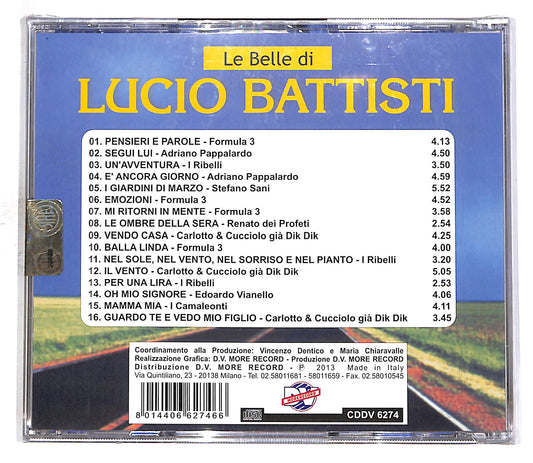 Le Belle di
LUCIO BATTISTI
01. PENSIERI E PAROLE - Formula 3 4.13
02. SEGUI LUI - Adriano Pappalardo 4.50
03. UN'AVVENTURA - I Ribelli 3.50
04. E' ANCORA GIORNO - Adriano Pappalardo 4.59
05. I GIARDINI DI MARZO - Stefano Sani 5.52
06. EMOZIONI - Formula 3 4.52
07. MI RITORNI IN MENTE - Formula 3 3.58
08. LE OMBRE DELLA SERA - Renato dei Profeti 2.54
09. VENDO CASA - Carlotto & Cucciolo già Dik Dik 4.25
10. BALLA LINDA - Formula 3 4.00
11. NEL SOLE, NEL VENTO, NEL SORRISO E NEL PIANTO - I Ribelli 3.20
12. IL VENTO - Carlotto & Cucciolo già Dik Dik 5.05
13. PER UNA LIRA - I Ribelli 2.53
14. OH MIO SIGNORE - Edoardo Vianello 4.06
15. MAMMA MIA - I Camaleonti 4.11
16. GUARDO TE E VEDO MIO FIGLIO - Carlotto & Cucciolo già Dik Dik 3.45
Coordinamento alla Produzione: Vincenzo Dentico e Maria Chiaravalle
Realizzazione Grafica: D.V. MORE RECORD - Produzione D.V. MORE RECORD
Distribuzione D.V. MORE RECORD - ℗ 2013 Made in Italy
Via Quintiliano, 23 - 20138 Milano - Tel. 02.58011681 - 58011659 - Fax. 02.58010545
8 014406 627466
CDDV 6274